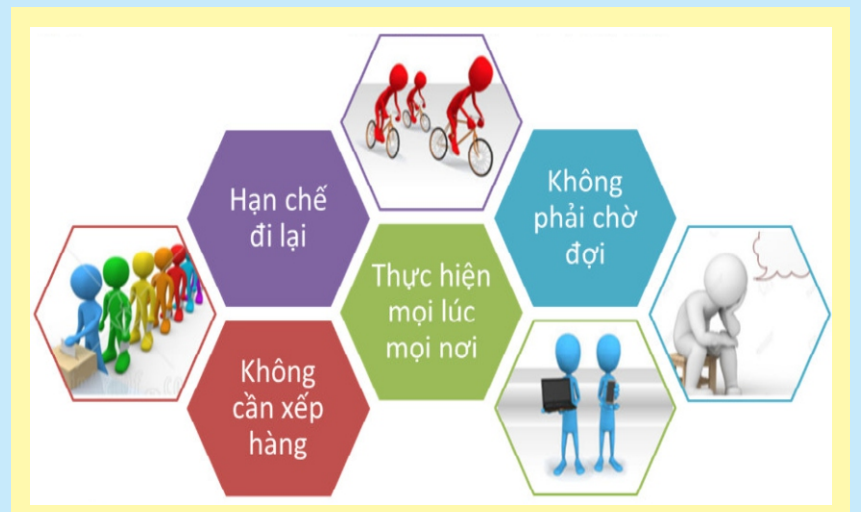 Hạn chế
đi lại
Không
phải chờ
đợi
Thực hiện
mọi lúc
mọi nơi
Không
cần xếp
hàng